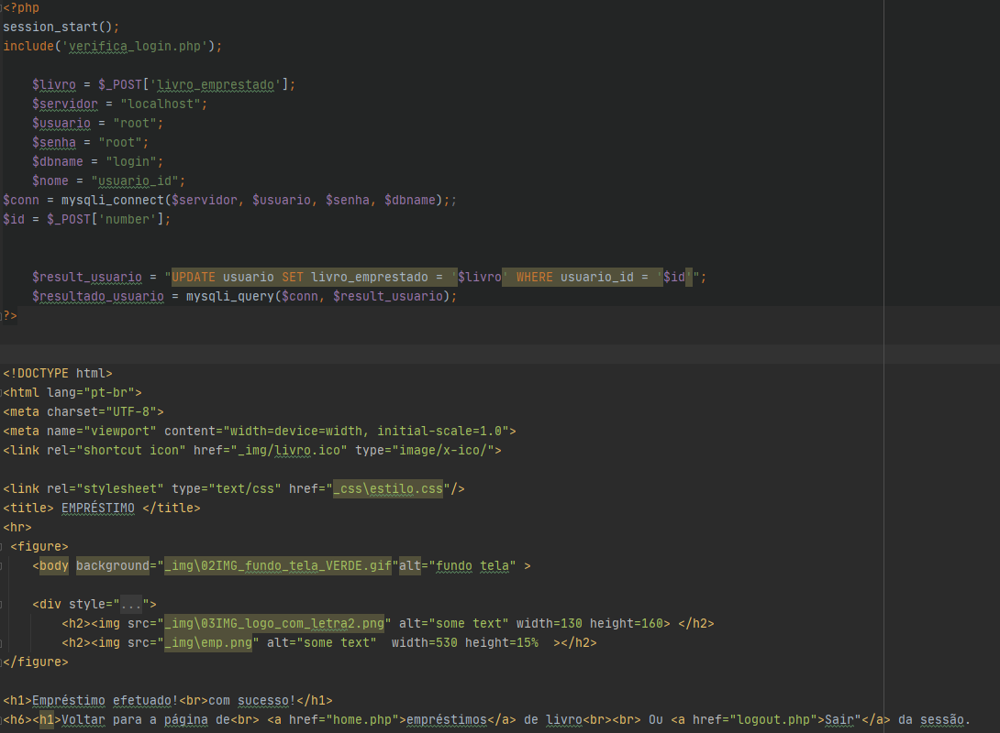 <?php
session_start();
include('verifica_login.php');
$livro = $_POST['livro_emprestado'];
$servidor = "localhost";
$usuario = "root";
$senha = "root";
$dbname = "login";
$nome = "usuario_id";
$conn = mysqli_connect($servidor, $usuario, $senha, $dbname);;
$id = $_POST['number'];
$result_usuario = "UPDATE usuario SET livro_emprestado = '$livro' WHERE usuario_id = '$id'";
$resultado_usuario = mysqli_query($conn, $result_usuario);
?>
<!DOCTYPE html>
<html lang="pt-br">
<meta charset="UTF-8">
<meta name="viewport" content="width=device=width, initial-scale=1.0">
<link rel="shortcut icon" href="_img/livro.ico" type="image/x-ico/">
<link rel="stylesheet" type="text/css" href="_css\estilo.css"/>
<title> EMPRÉSTIMO </title>
<hr>
<figure>
<body background="_img\02IMG_fundo_tela_VERDE.gif"alt="fundo tela" >
<div style="...">
<h2><img src="_img\03IMG_logo_com_letra2.png" alt="some text" width=130 height=160> </h2>
<h2><img src="_img\emp.png" alt="some text"  width=530 height=15%  ></h2>
</figure>
<h1>Empréstimo efetuado!<br>com sucesso!</h1>
<h6><h1>Voltar para a página de<br> <a href="home.php">empréstimos</a> de livro<br><br> Ou <a href="logout.php">Sair"</a> da sessão.